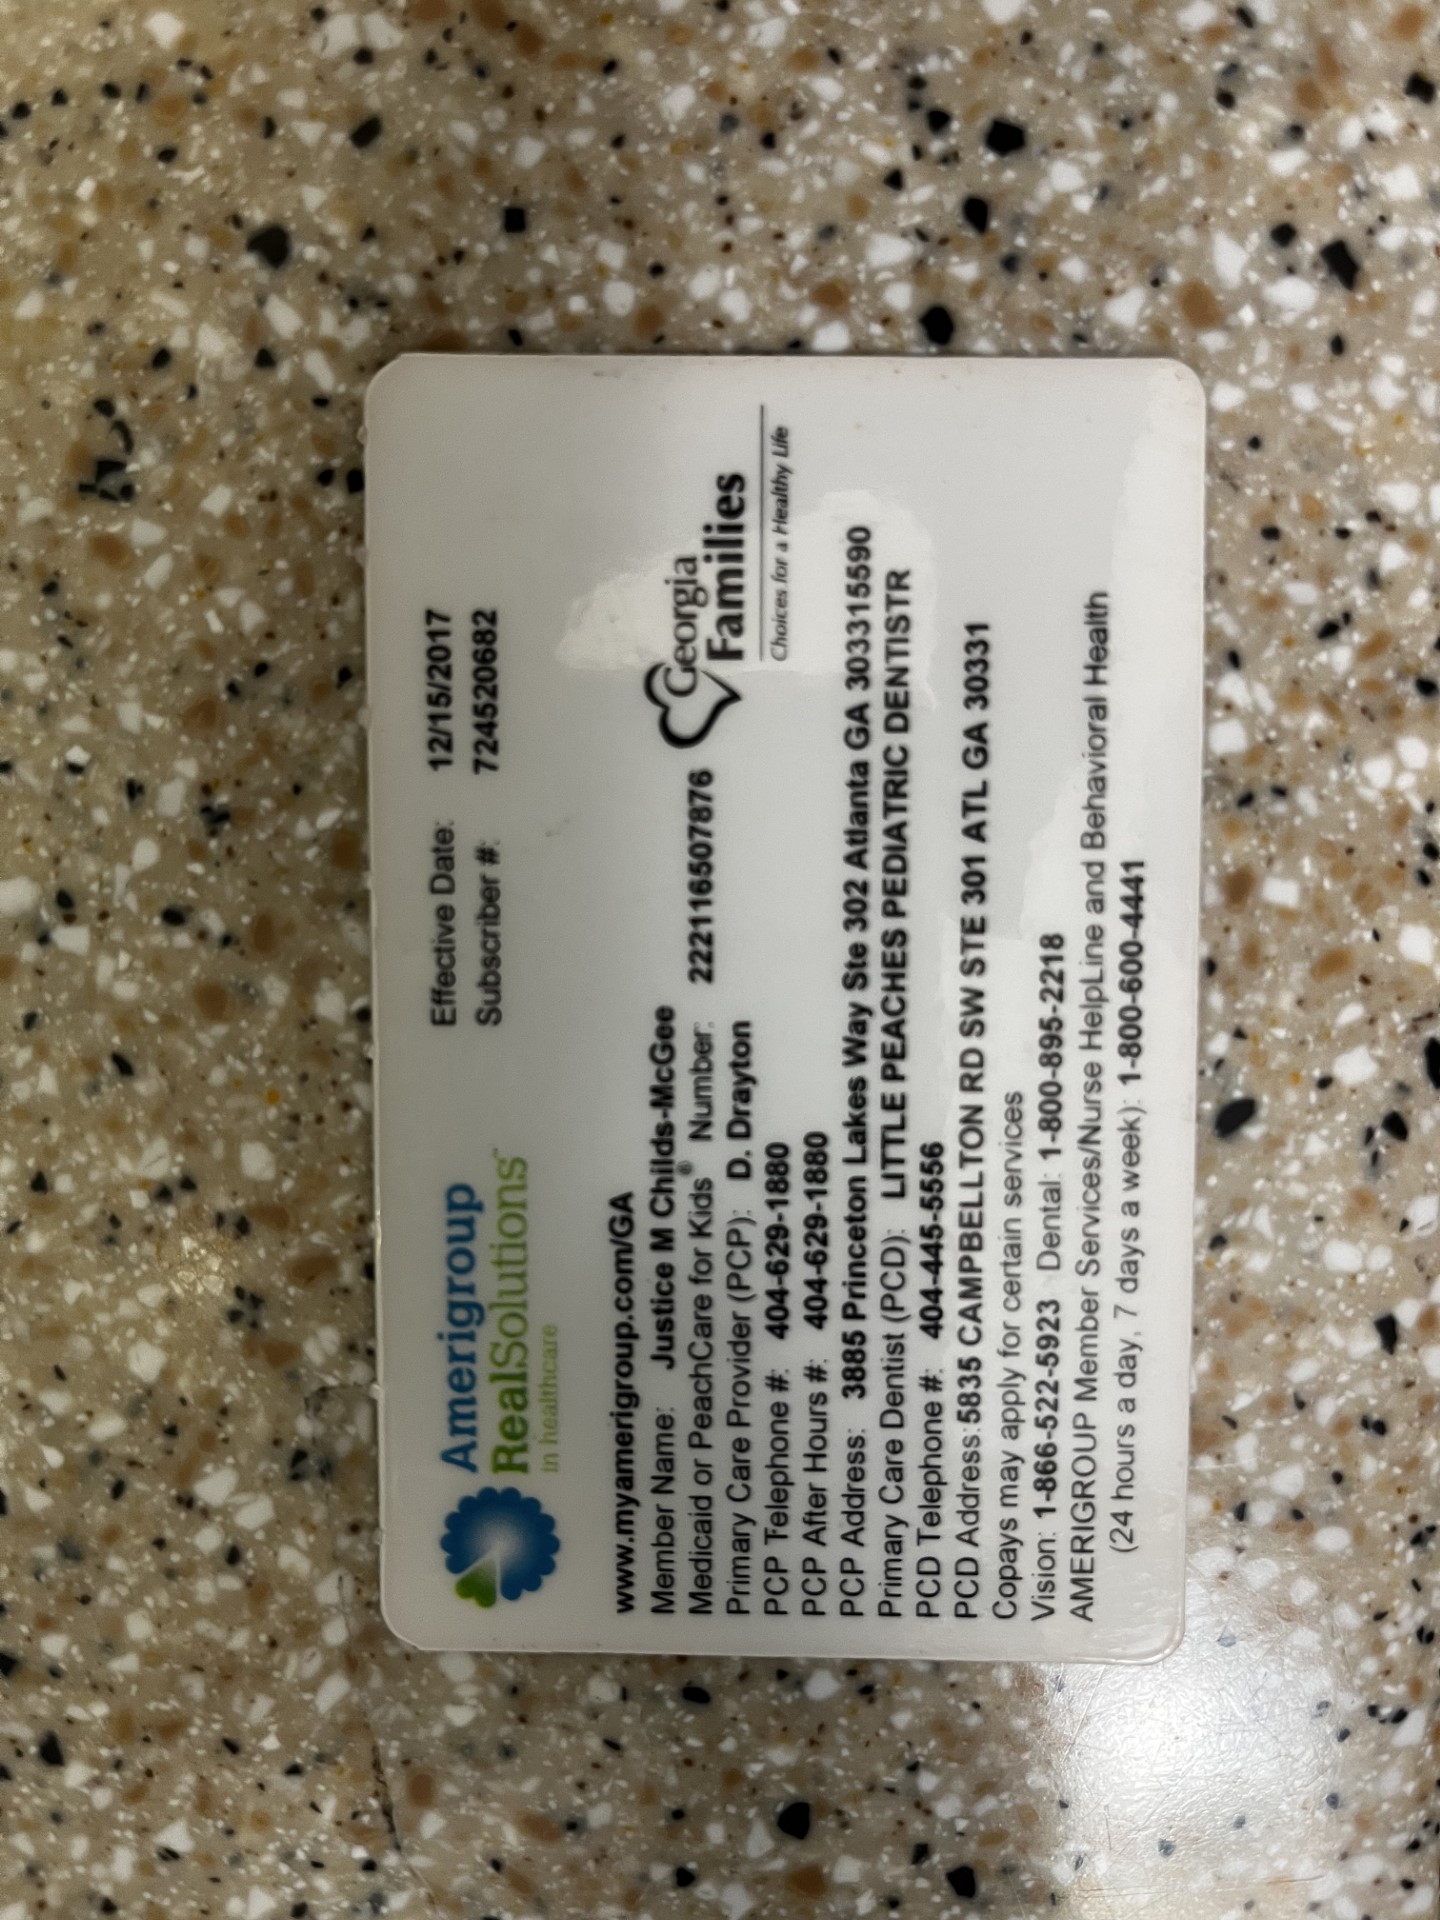 Amerigroup
RealSolutions™
in healthcare
Effective Date: 12/15/2017
Subscriber #: 724520682
www.myamerigroup.com/GA
Member Name: Justice M Childs-McGee
Medicaid or PeachCare for Kids® Number: 222116507876
Primary Care Provider (PCP): D. Drayton
PCP Telephone #: 404-629-1880
PCP After Hours #: 404-629-1880
Georgia
Families
Choices for a Healthy Life
PCP Address: 3885 Princeton Lakes Way Ste 302 Atlanta GA 303315590
Primary Care Dentist (PCD): LITTLE PEACHES PEDIATRIC DENTISTR
PCD Telephone #: 404-445-5556
PCD Address:5835 CAMPBELLTON RD SW STE 301 ATL GA 30331
Copays may apply for certain services
Vision: 1-866-522-5923 Dental: 1-800-895-2218
AMERIGROUP Member Services/Nurse HelpLine and Behavioral Health
(24 hours a day, 7 days a week): 1-800-600-4441